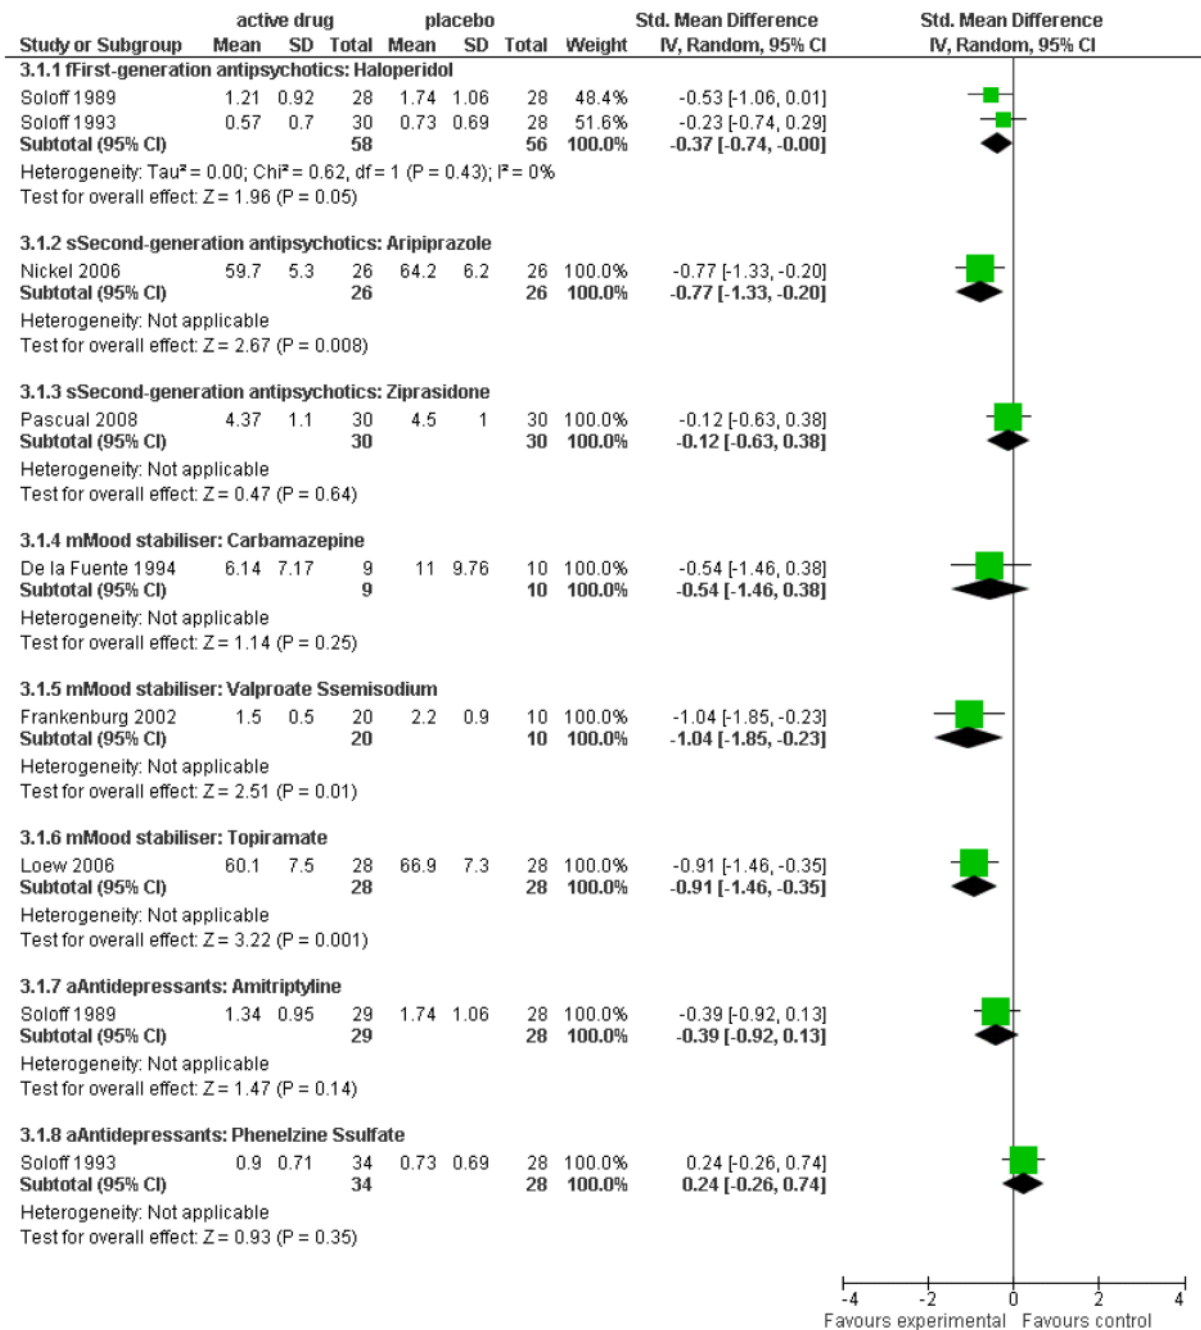 active drug placebo Std. Mean Difference Std. Mean Difference
Study or Subgroup Mean SD Total Mean SD Total Weight IV, Random, 95% CI IV, Random, 95% CI
3.1.1 fFirst-generation antipsychotics: Haloperidol
Soloff 1989 1.21 0.92 28 1.74 1.06 28 48.4% -0.53 [-1.06, 0.01]
Soloff 1993 0.57 0.7 30 0.73 0.69 28 51.6% -0.23 [-0.74, 0.29]
Subtotal (95% CI) 58 56 100.0% -0.37 [-0.74, -0.00]
Heterogeneity: Tau² = 0.00; Chi² = 0.62, df = 1 (P = 0.43); I² = 0%
Test for overall effect: Z = 1.96 (P = 0.05)
3.1.2 sSecond-generation antipsychotics: Aripiprazole
Nickel 2006 59.7 5.3 26 64.2 6.2 26 100.0% -0.77 [-1.33, -0.20]
Subtotal (95% CI) 26 26 100.0% -0.77 [-1.33, -0.20]
Heterogeneity: Not applicable
Test for overall effect: Z = 2.67 (P = 0.008)
3.1.3 sSecond-generation antipsychotics: Ziprasidone
Pascual 2008 4.37 1.1 30 4.5 1 30 100.0% -0.12 [-0.63, 0.38]
Subtotal (95% CI) 30 30 100.0% -0.12 [-0.63, 0.38]
Heterogeneity: Not applicable
Test for overall effect: Z = 0.47 (P = 0.64)
3.1.4 mMood stabiliser: Carbamazepine
De la Fuente 1994 6.14 7.17 9 11 9.76 10 100.0% -0.54 [-1.46, 0.38]
Subtotal (95% CI) 9 10 100.0% -0.54 [-1.46, 0.38]
Heterogeneity: Not applicable
Test for overall effect: Z = 1.14 (P = 0.25)
3.1.5 mMood stabiliser: Valproate Ssemisodium
Frankenburg 2002 1.5 0.5 20 2.2 0.9 10 100.0% -1.04 [-1.85, -0.23]
Subtotal (95% CI) 20 10 100.0% -1.04 [-1.85, -0.23]
Heterogeneity: Not applicable
Test for overall effect: Z = 2.51 (P = 0.01)
3.1.6 mMood stabiliser: Topiramate
Loew 2006 60.1 7.5 28 66.9 7.3 28 100.0% -0.91 [-1.46, -0.35]
Subtotal (95% CI) 28 28 100.0% -0.91 [-1.46, -0.35]
Heterogeneity: Not applicable
Test for overall effect: Z = 3.22 (P = 0.001)
3.1.7 aAntidepressants: Amitriptyline
Soloff 1989 1.34 0.95 29 1.74 1.06 28 100.0% -0.39 [-0.92, 0.13]
Subtotal (95% CI) 29 28 100.0% -0.39 [-0.92, 0.13]
Heterogeneity: Not applicable
Test for overall effect: Z = 1.47 (P = 0.14)
3.1.8 aAntidepressants: Phenelzine Ssulfate
Soloff 1993 0.9 0.71 34 0.73 0.69 28 100.0% 0.24 [-0.26, 0.74]
Subtotal (95% CI) 34 28 100.0% 0.24 [-0.26, 0.74]
Heterogeneity: Not applicable
Test for overall effect: Z = 0.93 (P = 0.35)
-4 -2 0 2 4
Favours experimental Favours control